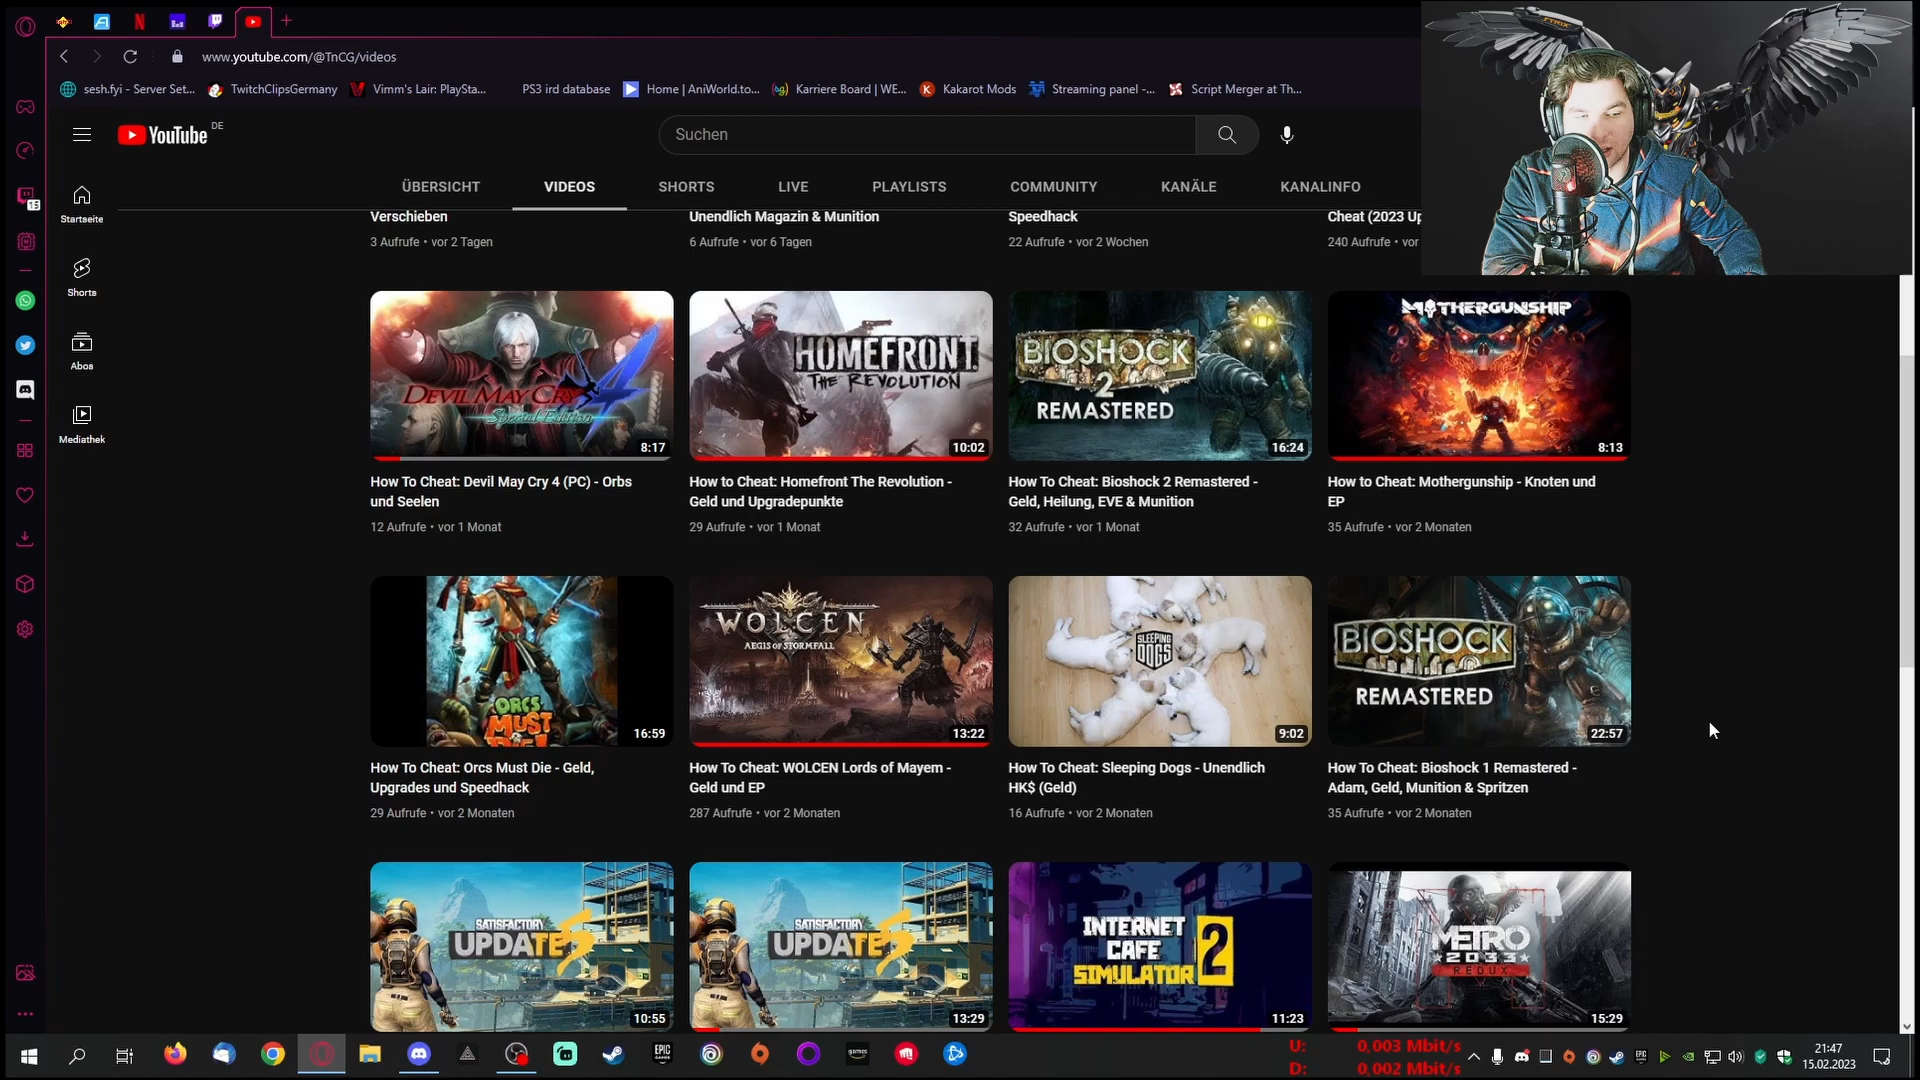 www.youtube.com/@TnCG/videos
sesh.fyi - Server Set...
TwitchClipsGermany
Vimm's Lair: PlaySta...
PS3 ird database
Home | AniWorld.to...
Karriere Board | WE...
Kakarot Mods
Streaming panel -...
Script Merger at Th...
YouTube DE
Suchen
15
ÜBERSICHT
VIDEOS
SHORTS
LIVE
PLAYLISTS
COMMUNITY
KANÄLE
KANALINFO
Startseite
Shorts
Abos
Mediathek
Verschieben
3 Aufrufe • vor 2 Tagen
Unendlich Magazin & Munition
6 Aufrufe • vor 6 Tagen
Speedhack
22 Aufrufe • vor 2 Wochen
Cheat (2023 Up
240 Aufrufe • vor
DEVIL MAY CRY 4
Special Edition
8:17
How To Cheat: Devil May Cry 4 (PC) - Orbs
und Seelen
12 Aufrufe • vor 1 Monat
HOMEFRONT
THE REVOLUTION
10:02
How to Cheat: Homefront The Revolution -
Geld und Upgradepunkte
29 Aufrufe • vor 1 Monat
BIOSHOCK
2
REMASTERED
16:24
How To Cheat: Bioshock 2 Remastered -
Geld, Heilung, EVE & Munition
32 Aufrufe • vor 1 Monat
MOTHERGUNSHIP
8:13
How to Cheat: Mothergunship - Knoten und
EP
35 Aufrufe • vor 2 Monaten
ORCS
MUST
DIE!
16:59
How To Cheat: Orcs Must Die - Geld,
Upgrades und Speedhack
29 Aufrufe • vor 2 Monaten
WOLCEN
AEGIS OF STORMFALL
13:22
How To Cheat: WOLCEN Lords of Mayem -
Geld und EP
287 Aufrufe • vor 2 Monaten
SLEEPING
DOGS
9:02
How To Cheat: Sleeping Dogs - Unendlich
HK$ (Geld)
16 Aufrufe • vor 2 Monaten
BIOSHOCK
REMASTERED
22:57
How To Cheat: Bioshock 1 Remastered -
Adam, Geld, Munition & Spritzen
35 Aufrufe • vor 2 Monaten
SATISFACTORY
UPDATE 5
10:55
SATISFACTORY
UPDATE 5
13:29
INTERNET
CAFE
SIMULATOR 2
11:23
METRO
2033
REDUX
15:29
EPIC
GAMES
U: 0,003 Mbit/s
D: 0,002 Mbit/s
21:47
15.02.2023